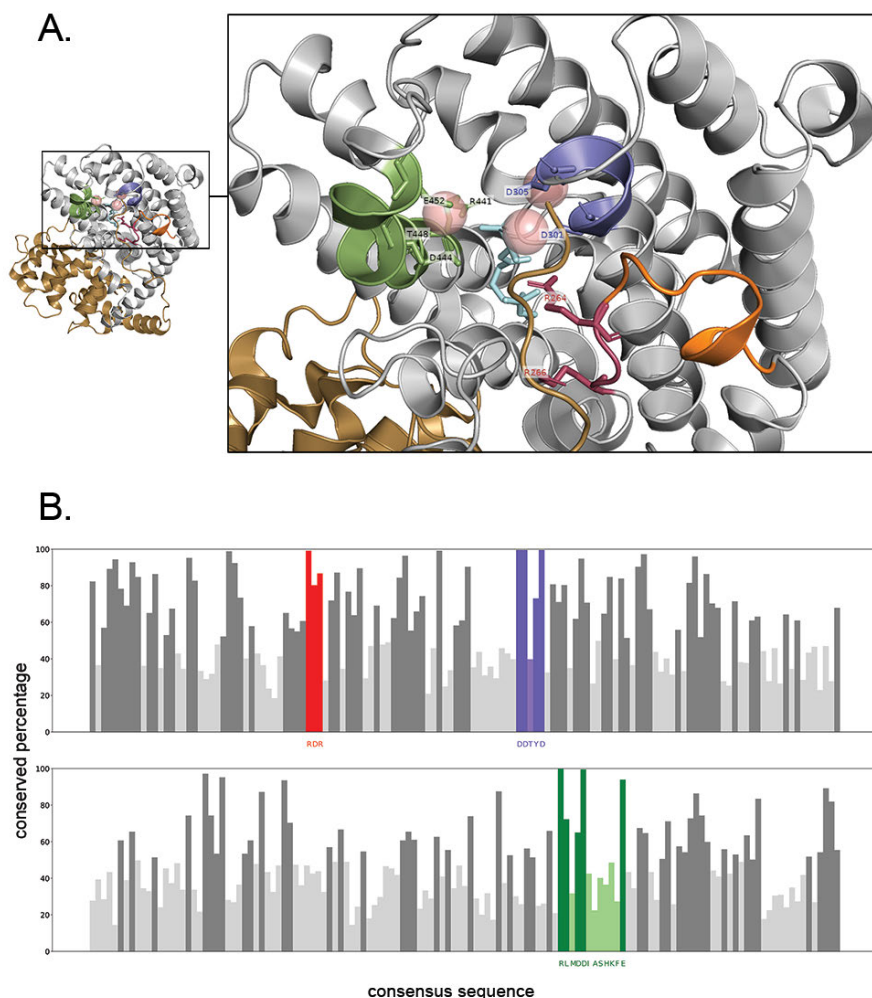 A.
D305
E452
R441
D302
T448
D444
R264
R266
B.
100
80
60
40
20
0
RDR
DDTYD
conserved percentage
100
80
60
40
20
0
RLMDDI ASHKFE
consensus sequence